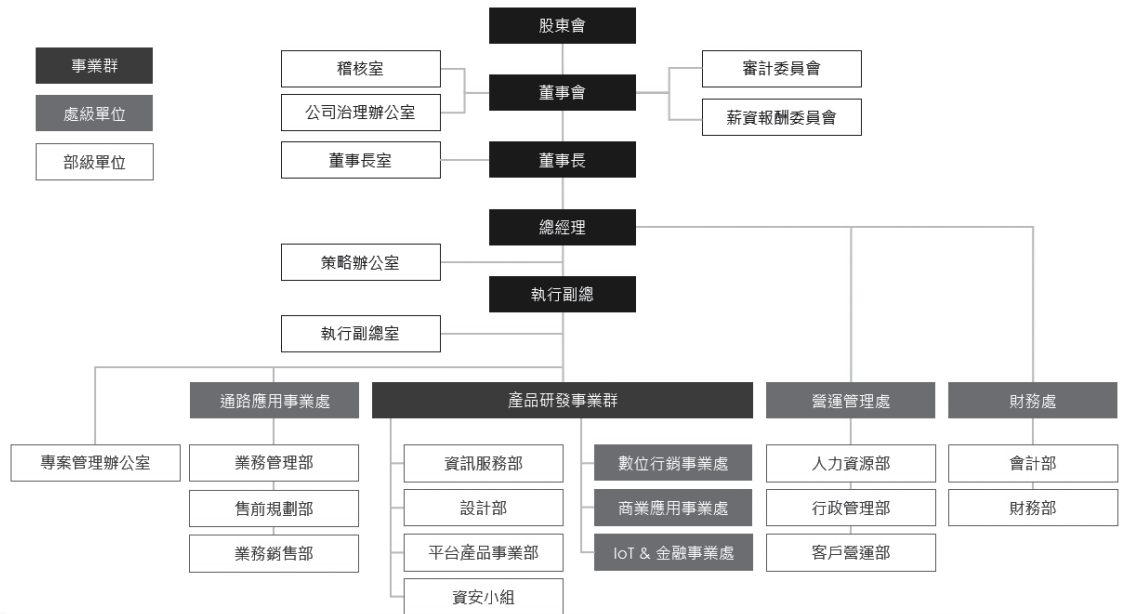 股東會
事業群
稽核室
審計委員會
董事會
處級單位
公司治理辦公室
薪資報酬委員會
部級單位
董事長室
董事長
總經理
策略辦公室
執行副總
執行副總室
通路應用事業處
產品研發事業群
營運管理處
財務處
專案管理辦公室
業務管理部
資訊服務部
數位行銷事業處
人力資源部
會計部
售前規劃部
設計部
商業應用事業處
行政管理部
財務部
業務銷售部
平台產品事業部
IoT & 金融事業處
客戶營運部
資安小組